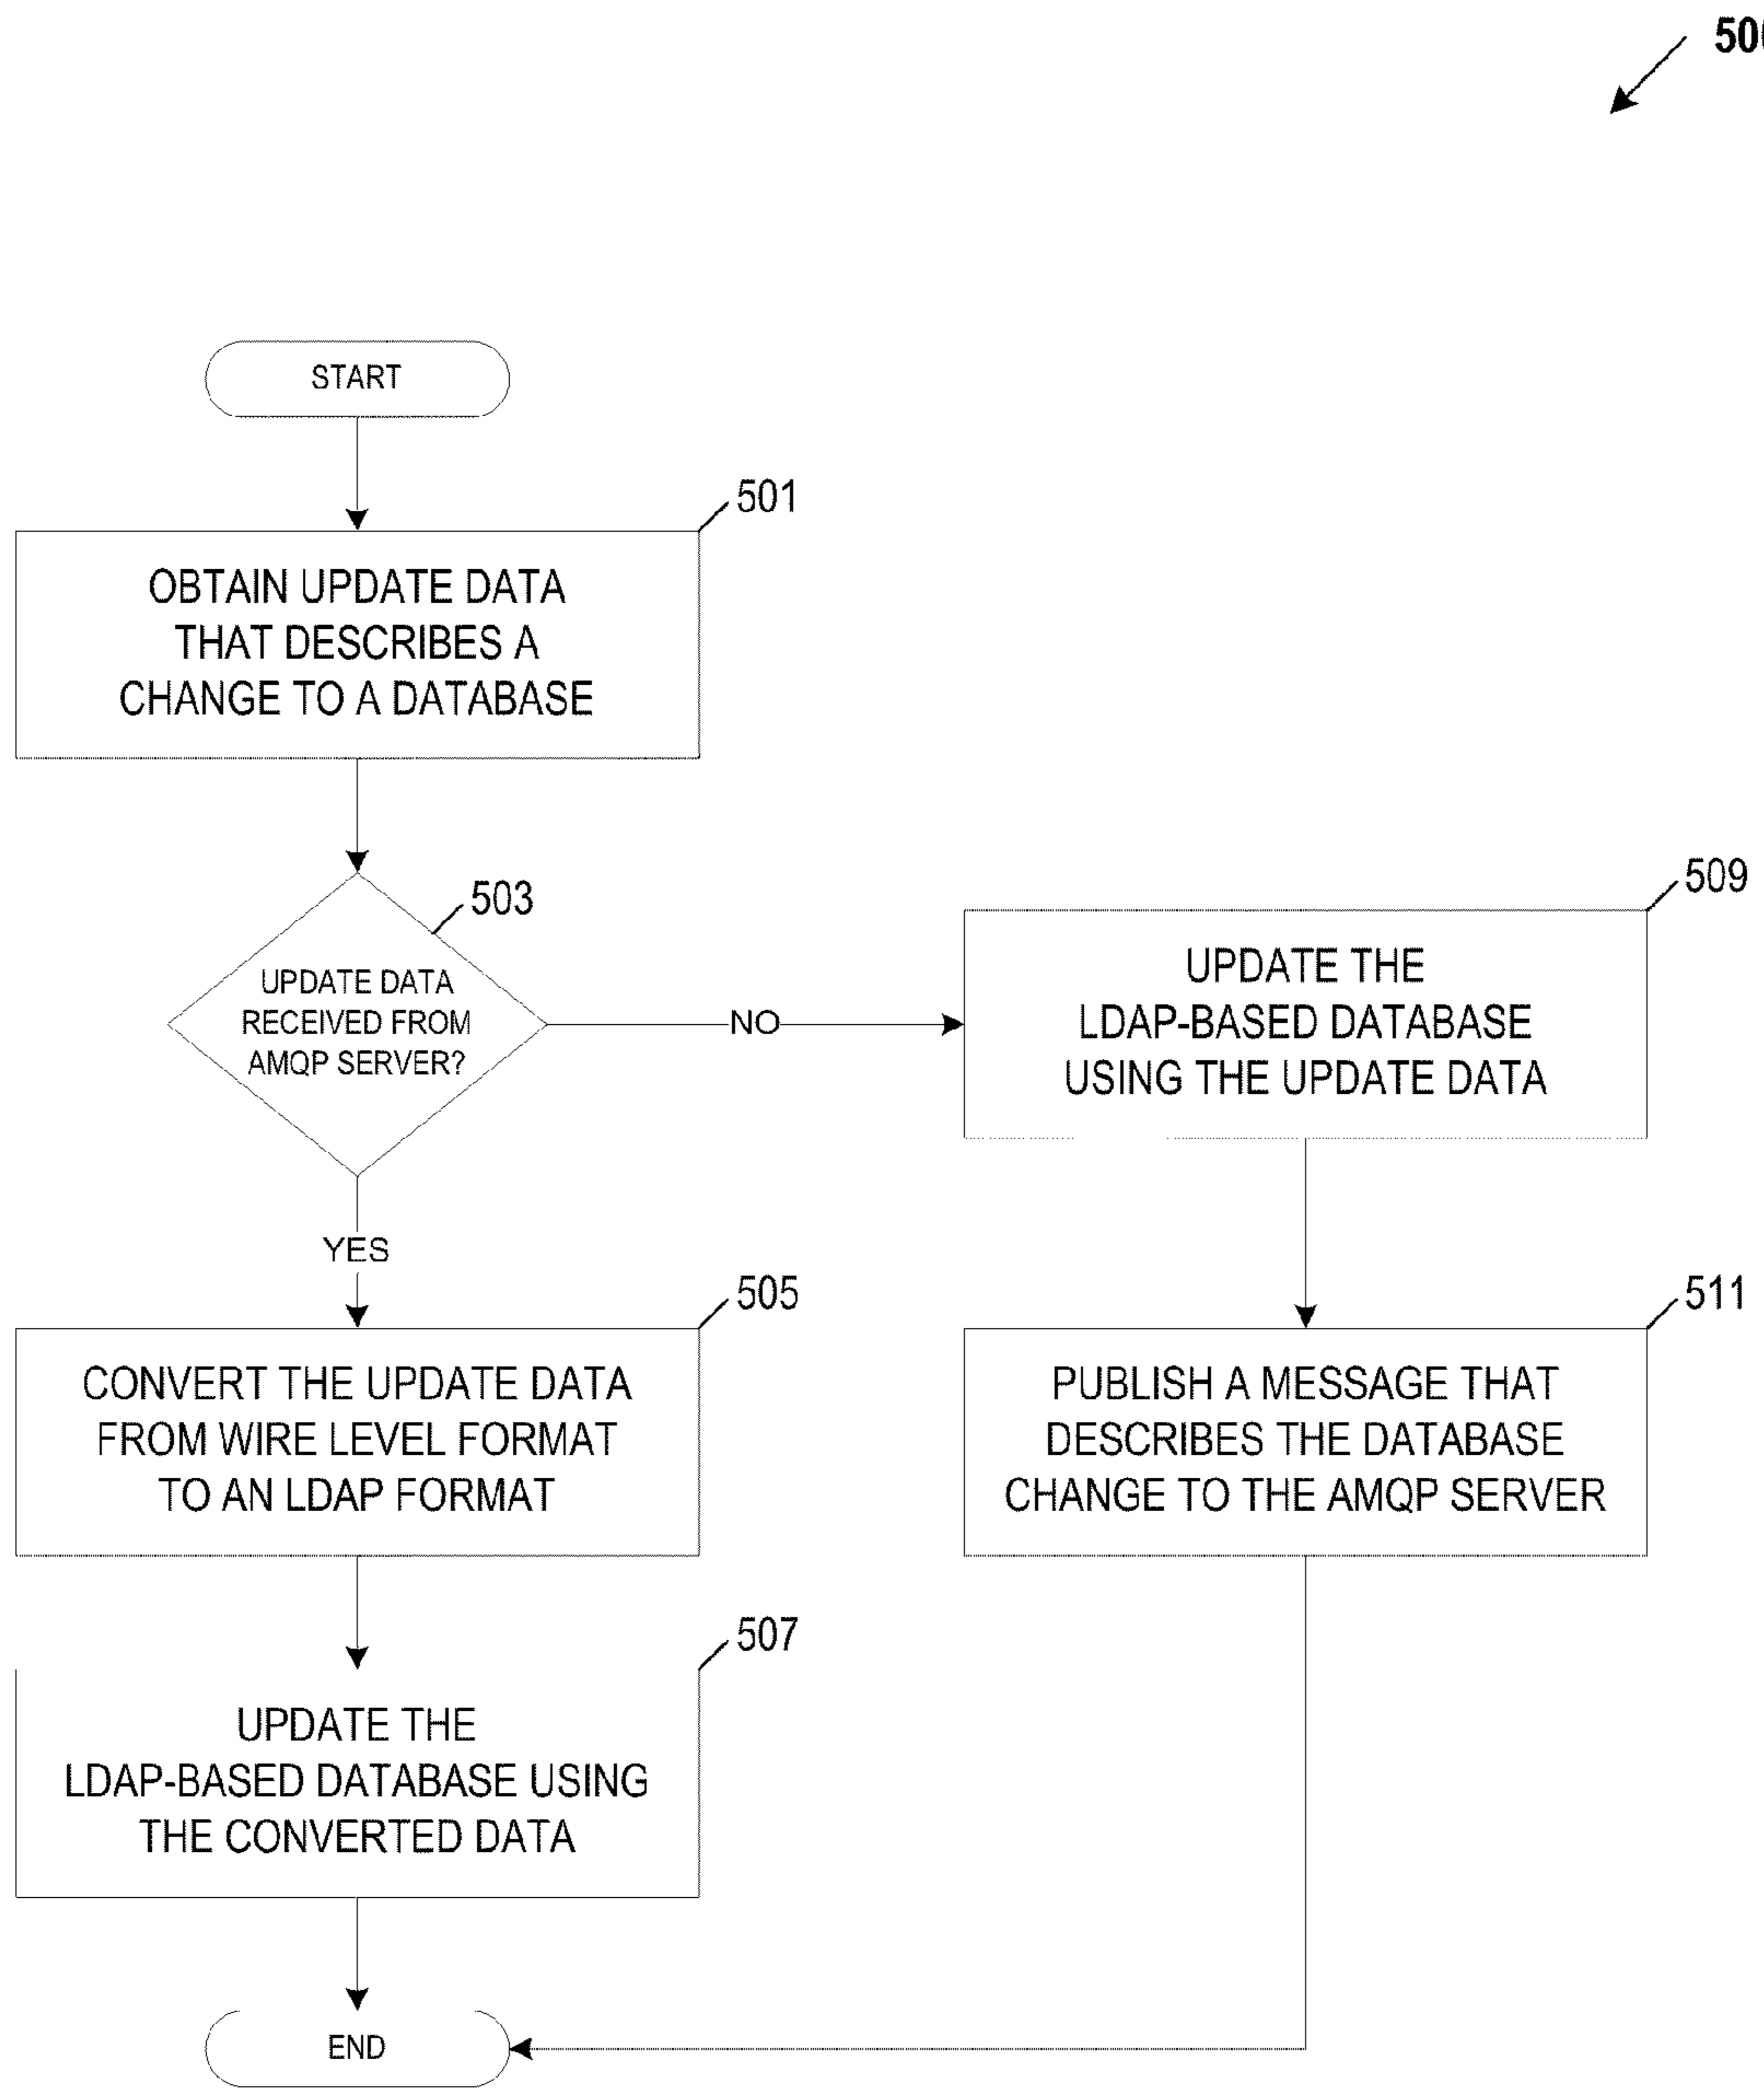 START
501
OBTAIN UPDATE DATA
THAT DESCRIBES A
CHANGE TO A DATABASE
503
UPDATE DATA
RECEIVED FROM
AMQP SERVER?
NO
509
UPDATE THE
LDAP-BASED DATABASE
USING THE UPDATE DATA
YES
505
CONVERT THE UPDATE DATA
FROM WIRE LEVEL FORMAT
TO AN LDAP FORMAT
511
PUBLISH A MESSAGE THAT
DESCRIBES THE DATABASE
CHANGE TO THE AMQP SERVER
507
UPDATE THE
LDAP-BASED DATABASE USING
THE CONVERTED DATA
END